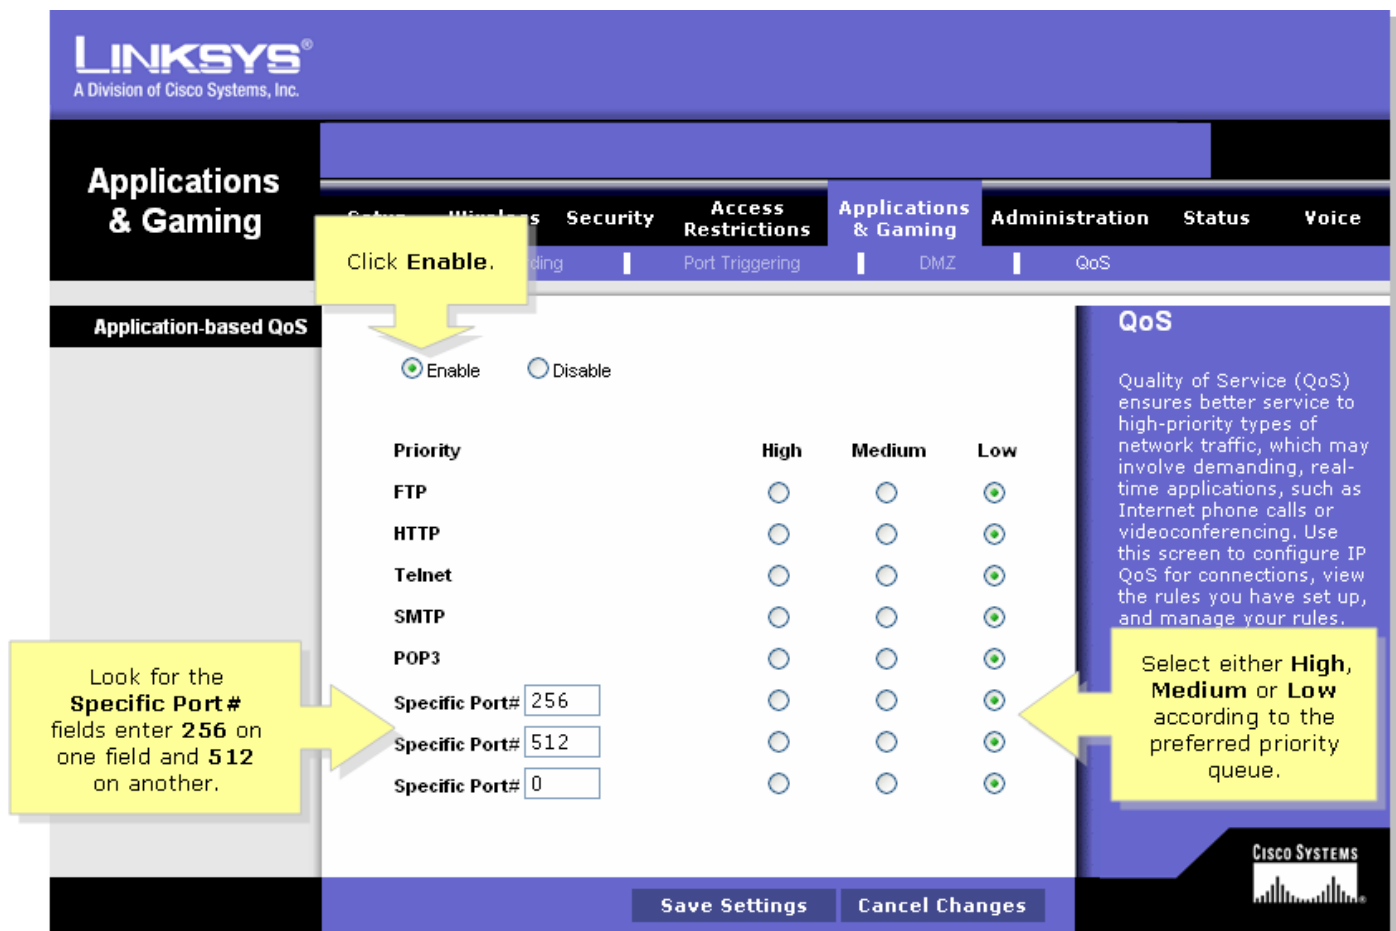 LINKSYS®
A Division of Cisco Systems, Inc.
Applications
& Gaming
Security
Access
Restrictions
Applications
& Gaming
Administration
Status
Voice
Port Triggering
DMZ
QoS
Click Enable.
Application-based QoS
Enable
Disable
Priority High Medium Low
FTP
HTTP
Telnet
SMTP
POP3
Specific Port# 256
Specific Port# 512
Specific Port# 0
Look for the
Specific Port#
fields enter 256 on
one field and 512
on another.
QoS
Quality of Service (QoS)
ensures better service to
high-priority types of
network traffic, which may
involve demanding, real-
time applications, such as
Internet phone calls or
videoconferencing. Use
this screen to configure IP
QoS for connections, view
the rules you have set up,
and manage your rules.
Select either High,
Medium or Low
according to the
preferred priority
queue.
Save Settings
Cancel Changes
CISCO SYSTEMS